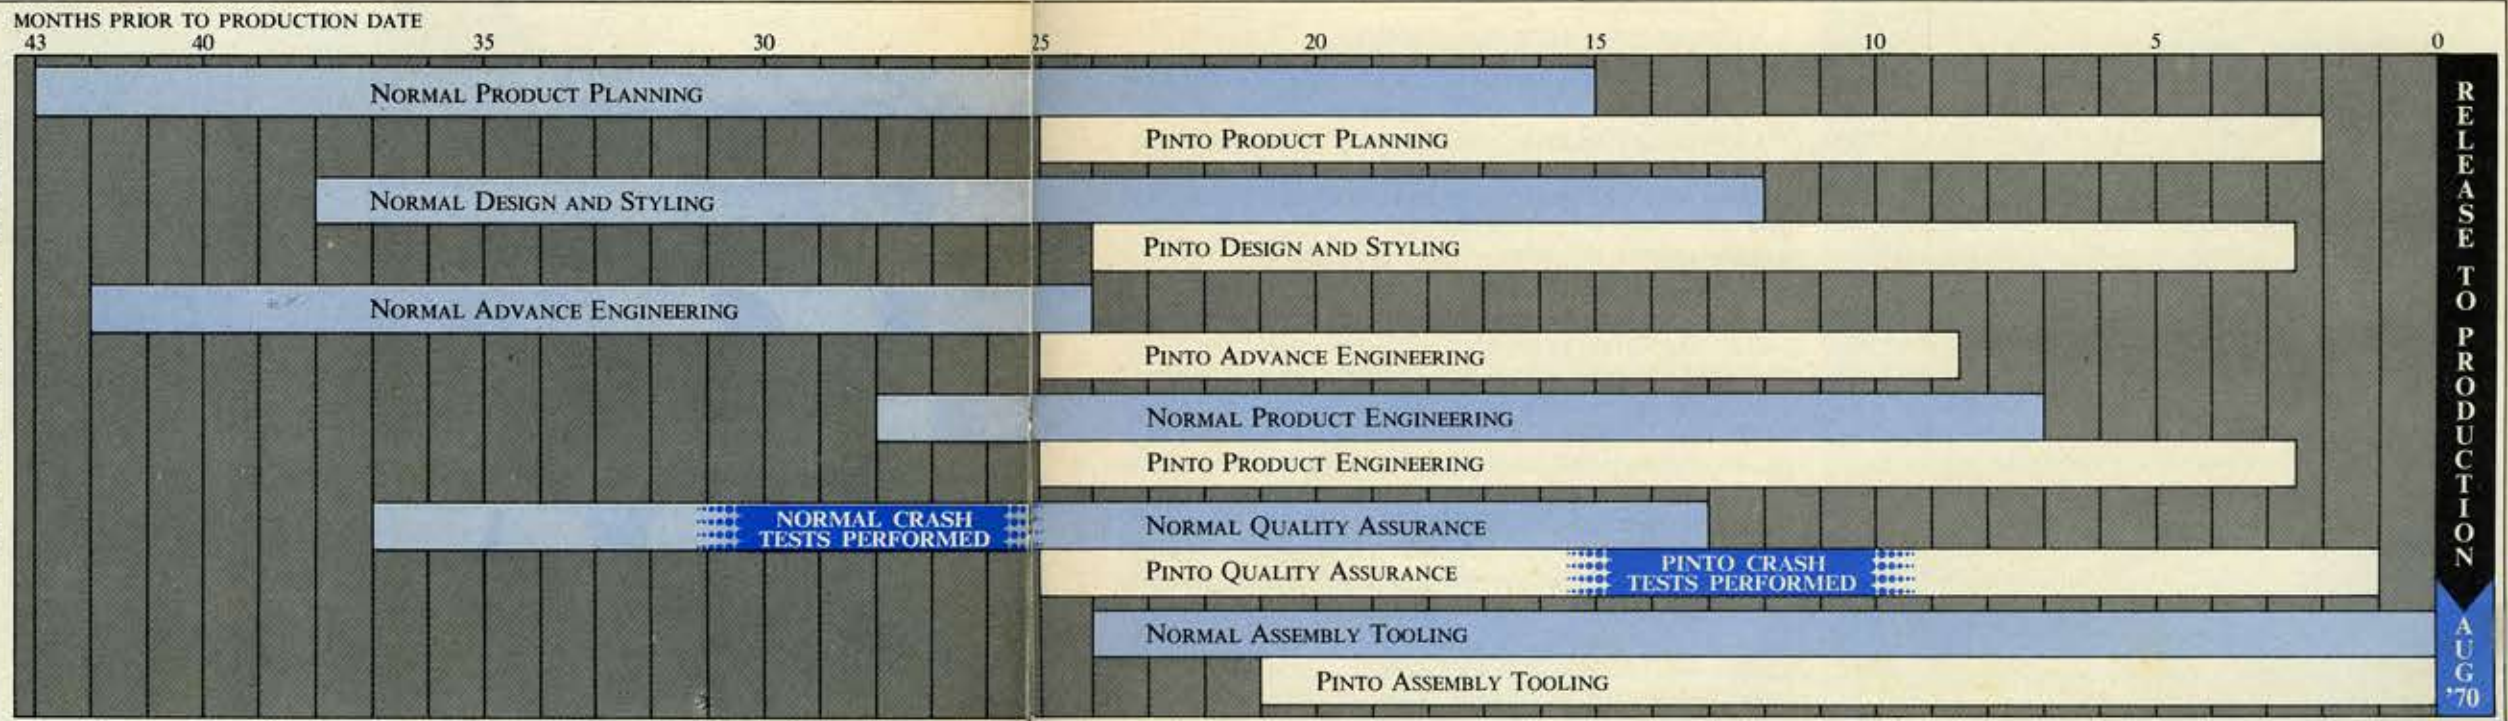 MONTHS PRIOR TO PRODUCTION DATE
43 40 35 30 25 20 15 10 5 0
NORMAL PRODUCT PLANNING
PINTO PRODUCT PLANNING
NORMAL DESIGN AND STYLING
PINTO DESIGN AND STYLING
NORMAL ADVANCE ENGINEERING
PINTO ADVANCE ENGINEERING
NORMAL PRODUCT ENGINEERING
PINTO PRODUCT ENGINEERING
NORMAL CRASH
TESTS PERFORMED
NORMAL QUALITY ASSURANCE
PINTO QUALITY ASSURANCE
PINTO CRASH
TESTS PERFORMED
NORMAL ASSEMBLY TOOLING
PINTO ASSEMBLY TOOLING
RELEASE TO PRODUCTION
AUG
'70